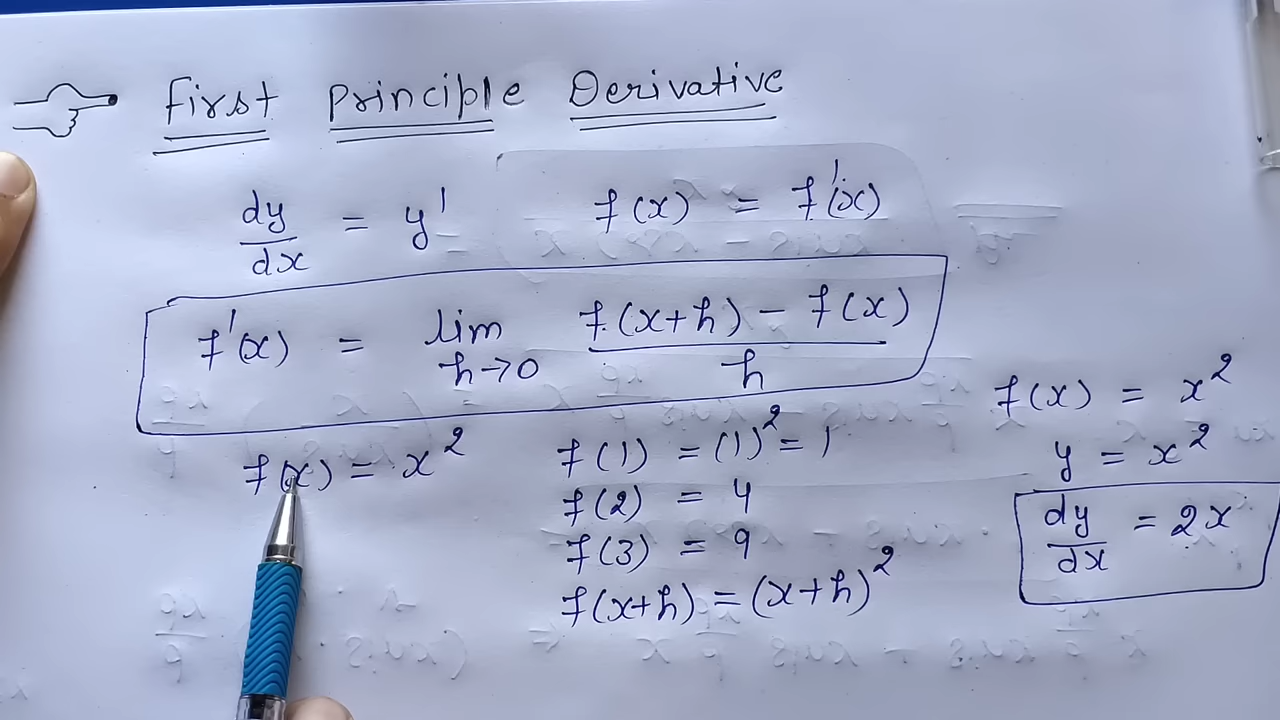 First Principle Derivative
dy/dx = y'    f(x) = f'(x)
f'(x) = lim h→0 f(x+h) − f(x) / h
f(x) = x²
f(1) = (1)² = 1
f(2) = 4
f(3) = 9
f(x+h) = (x+h)²
f(x) = x²
y = x²
dy/dx = 2x